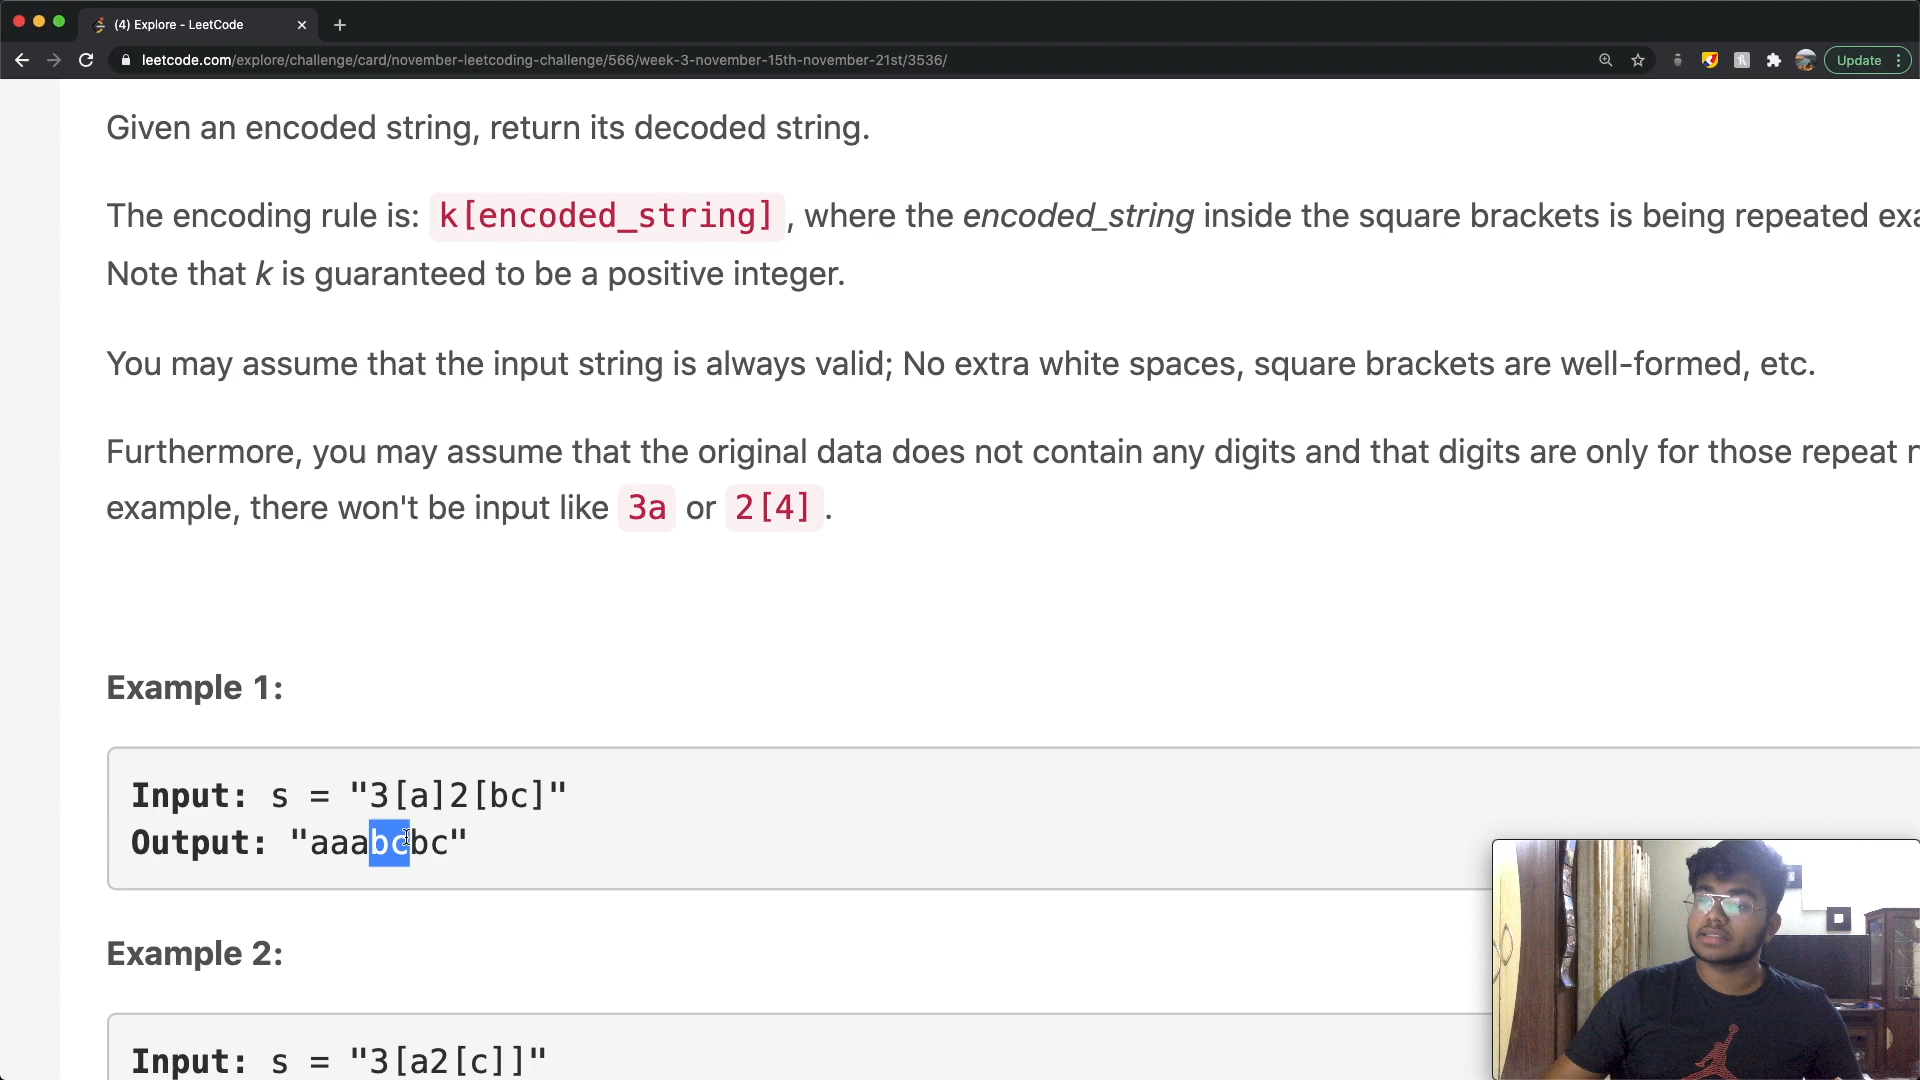 (4) Explore - LeetCode
leetcode.com/explore/challenge/card/november-leetcoding-challenge/566/week-3-november-15th-november-21st/3536/
Update
Given an encoded string, return its decoded string.
The encoding rule is: k[encoded_string], where the encoded_string inside the square brackets is being repeated
Note that k is guaranteed to be a positive integer.
You may assume that the input string is always valid; No extra white spaces, square brackets are well-formed, etc.
Furthermore, you may assume that the original data does not contain any digits and that digits are only for those repeat
example, there won't be input like 3a or 2[4].
Example 1:
Input: s = "3[a]2[bc]"
Output: "aaabcbc"
Example 2:
Input: s = "3[a2[c]]"